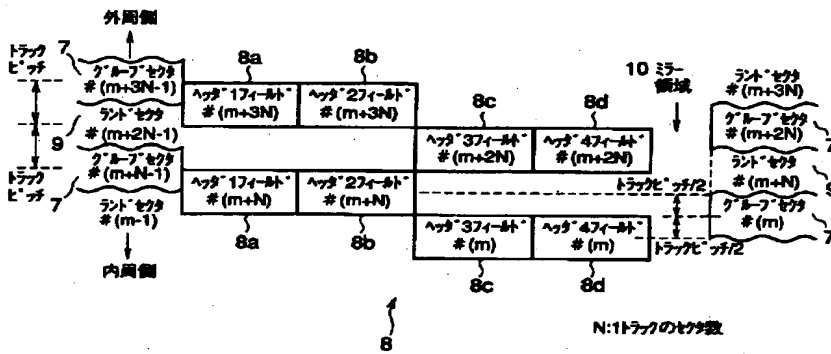 外周側
トラック
ピッチ
7
グルーブセクタ
#(m+3N-1)
ランドセクタ
#(m+2N-1)
9
グルーブセクタ
#(m+N-1)
トラック
ピッチ
7
ランドセクタ
#(m-1)
内周側
8a
8b
ヘッダ1フィールド
#(m+3N)
ヘッダ2フィールド
#(m+3N)
8c
8d
ヘッダ3フィールド
#(m+2N)
ヘッダ4フィールド
#(m+2N)
ヘッダ1フィールド
#(m+N)
ヘッダ2フィールド
#(m+N)
8a
8b
ヘッダ3フィールド
#(m)
ヘッダ4フィールド
#(m)
8c
8d
8
10 ミラー
領域
トラックピッチ/2
トラックピッチ/2
ランドセクタ
#(m+3N)
グルーブセクタ
#(m+2N)
7
ランドセクタ
#(m+N)
9
グルーブセクタ
#(m)
7
N:1トラックのセクタ数